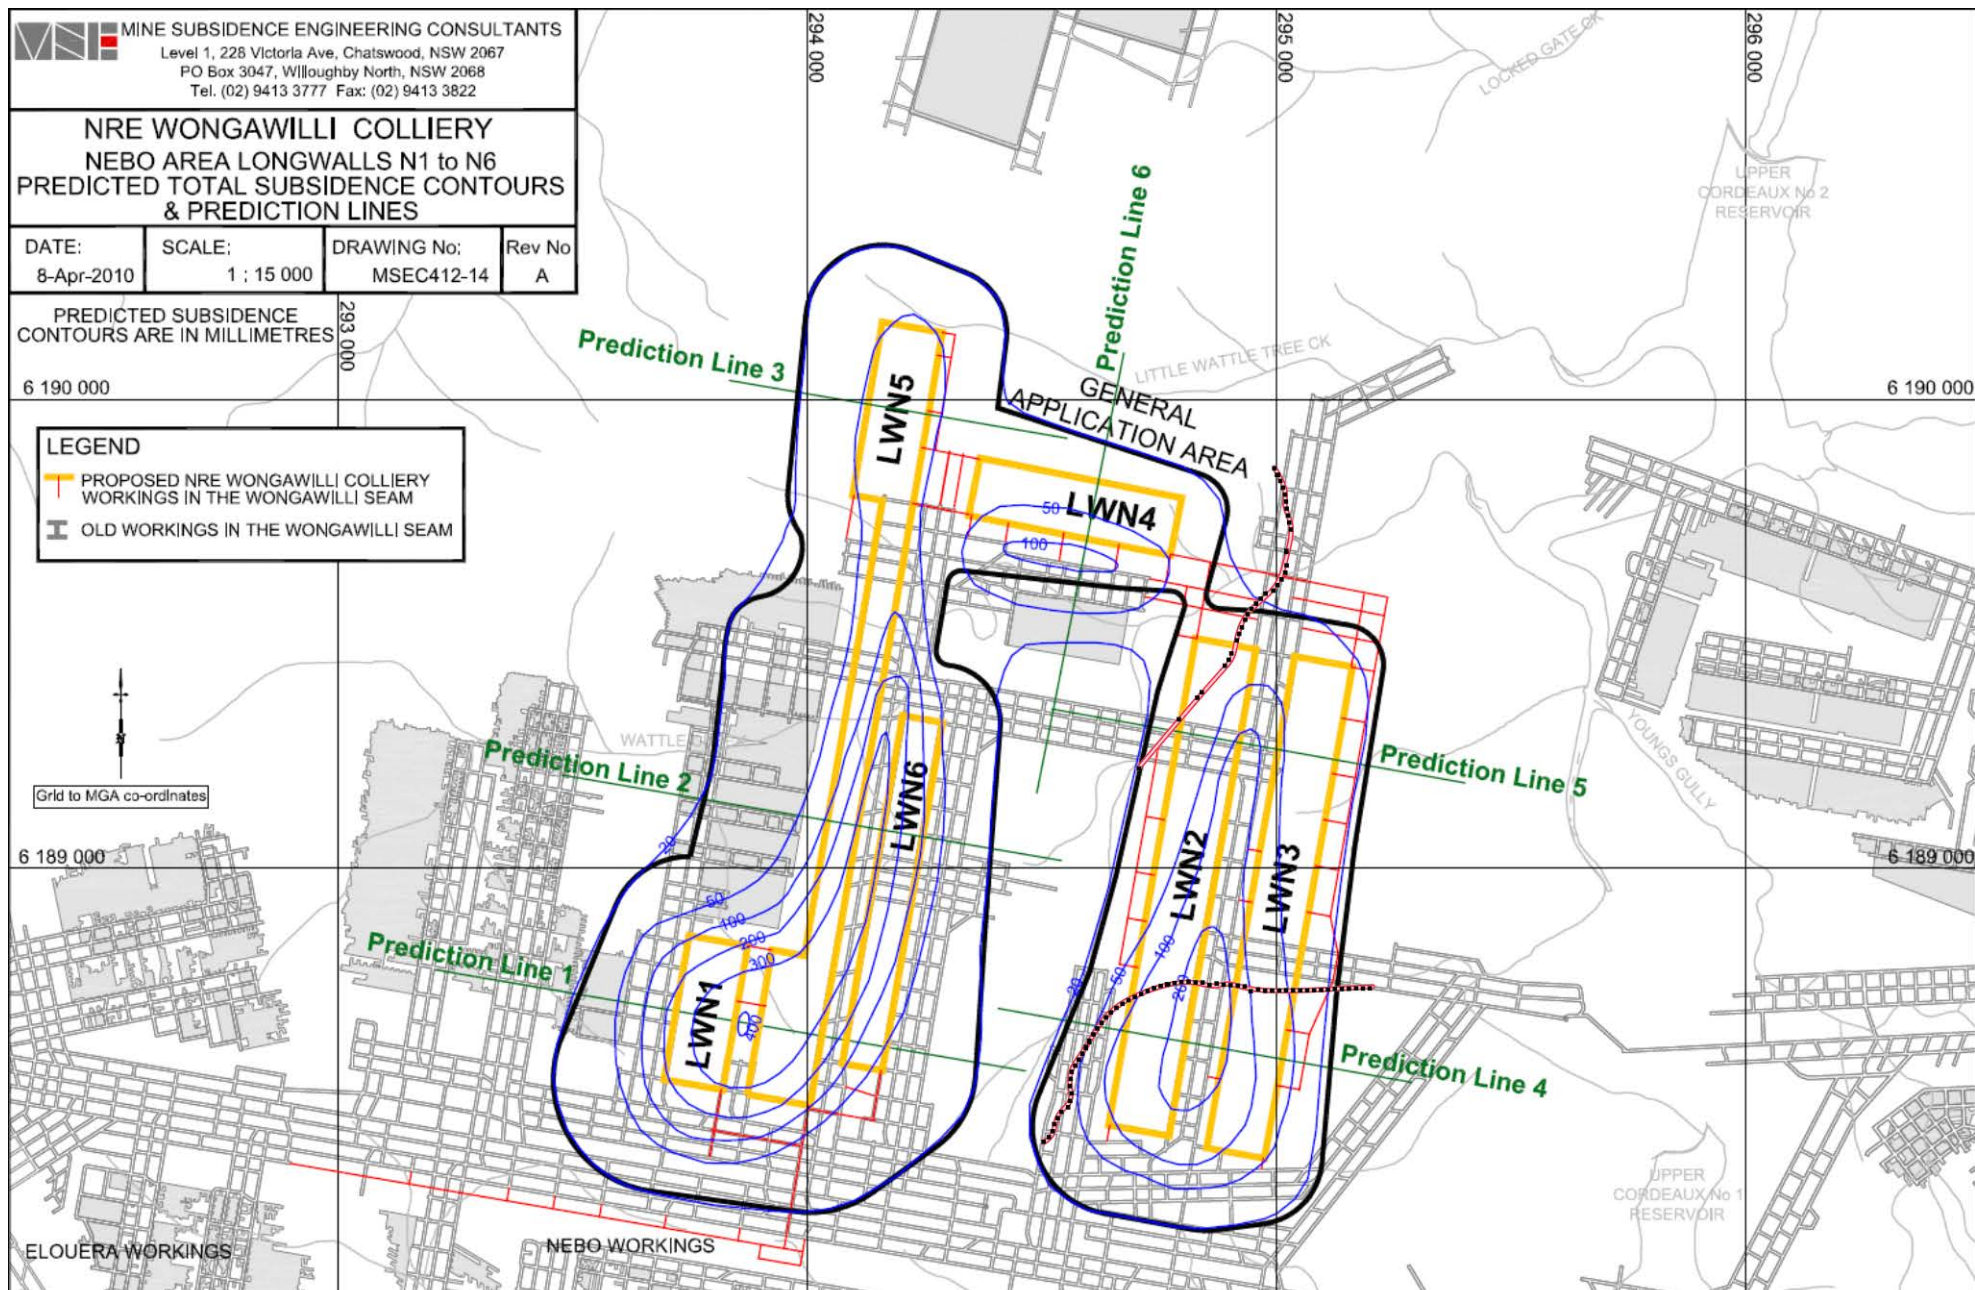 MSEC
MINE SUBSIDENCE ENGINEERING CONSULTANTS
Level 1, 228 Victoria Ave, Chatswood, NSW 2067
PO Box 3047, Willoughby North, NSW 2068
Tel. (02) 9413 3777 Fax: (02) 9413 3822
NRE WONGAWILLI COLLIERY
NEBO AREA LONGWALLS N1 to N6
PREDICTED TOTAL SUBSIDENCE CONTOURS
& PREDICTION LINES
DATE:
8-Apr-2010
SCALE:
1 : 15 000
DRAWING No:
MSEC412-14
Rev No
A
PREDICTED SUBSIDENCE
CONTOURS ARE IN MILLIMETRES
293 000
294 000
295 000
296 000
LOCKED GATE CK
UPPER
CORDEAUX No 2
RESERVOIR
Prediction Line 6
Prediction Line 3
LITTLE WATTLE TREE CK
GENERAL
APPLICATION AREA
6 190 000
6 190 000
LEGEND
PROPOSED NRE WONGAWILLI COLLIERY
WORKINGS IN THE WONGAWILLI SEAM
OLD WORKINGS IN THE WONGAWILLI SEAM
LWN5
LWN4
50
100
N
Grid to MGA co-ordinates
Prediction Line 2
Prediction Line 5
YOUNGS GULLY
LWN6
LWN2
LWN3
6 189 000
6 189 000
20
50
100
200
300
400
Prediction Line 1
LWN1
20
50
100
200
Prediction Line 4
UPPER
CORDEAUX No 1
RESERVOIR
ELOUERA WORKINGS
NEBO WORKINGS